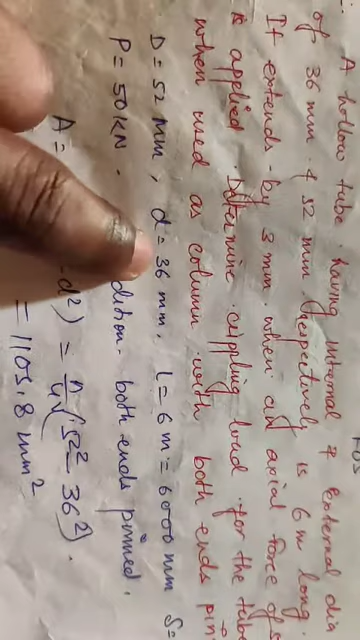 A hollow tube having internal & external dia
of 36 mm & 52 mm respectively is 6 m long.
It extends by 3 mm when an axial force of 5
is applied. Determine crippling load for the tube
when used as column with both ends pin
D = 52 mm, d = 36 mm, l = 6 m = 6000 mm δ =
P = 50 KN. dition - both ends pinned.
A = -d²) = π/4 (52² - 36²).
= 1105.8 mm²